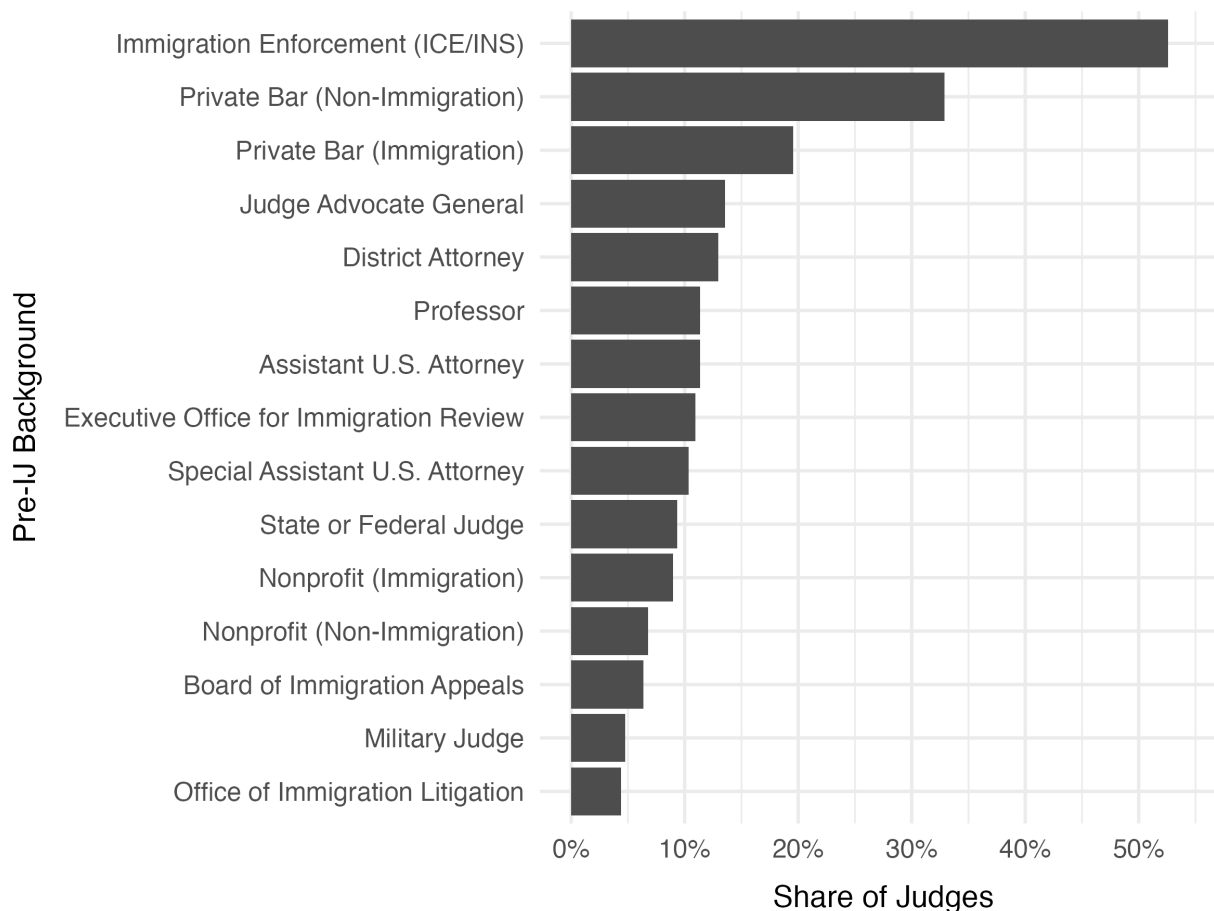 Immigration Enforcement (ICE/INS)
Private Bar (Non-Immigration)
Private Bar (Immigration)
Judge Advocate General
District Attorney
Professor
Assistant U.S. Attorney
Executive Office for Immigration Review
Special Assistant U.S. Attorney
State or Federal Judge
Nonprofit (Immigration)
Nonprofit (Non-Immigration)
Board of Immigration Appeals
Military Judge
Office of Immigration Litigation
Pre-IJ Background
0% 10% 20% 30% 40% 50%
Share of Judges